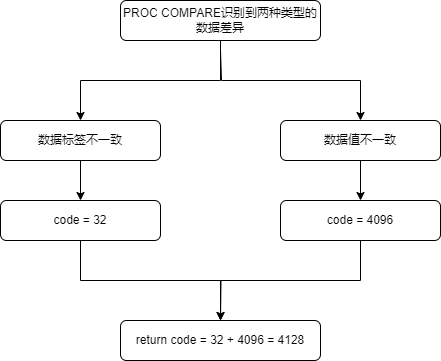 PROC COMPARE识别到两种类型的
数据差异
数据标签不一致
数据值不一致
code = 32
code = 4096
return code = 32 + 4096 = 4128